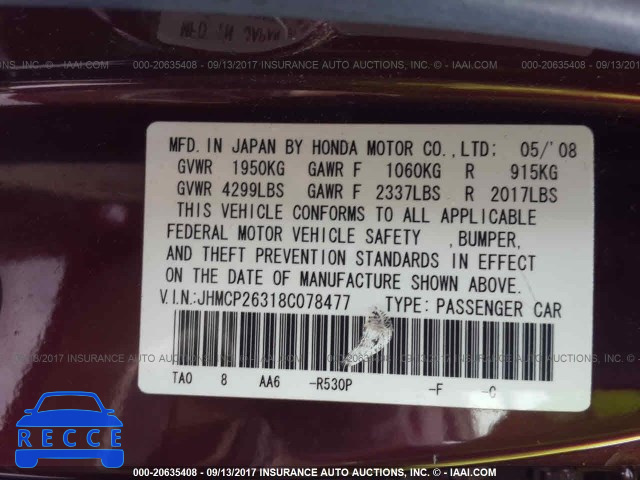 000-20635408 - 09/13/2017 INSURANCE AUTO AUCTIONS, INC. - © - IAAI.COM
MFD. IN JAPAN BY HONDA MOTOR CO.,LTD: 05/'08
GVWR 1950KG GAWR F 1060KG R 915KG
GVWR 4299LBS GAWR F 2337LBS R 2017LBS
THIS VEHICLE CONFORMS TO ALL APPLICABLE
FEDERAL MOTOR VEHICLE SAFETY ,BUMPER,
AND THEFT PREVENTION STANDARDS IN EFFECT
ON THE DATE OF MANUFACTURE SHOWN ABOVE.
V.I.N.:JHMCP26318C078477 TYPE: PASSENGER CAR
TA0 8 AA6 -R530P -F -C
000-20635408 - 09/13/2017 INSURANCE AUTO AUCTIONS, INC. - © - IAAI.COM